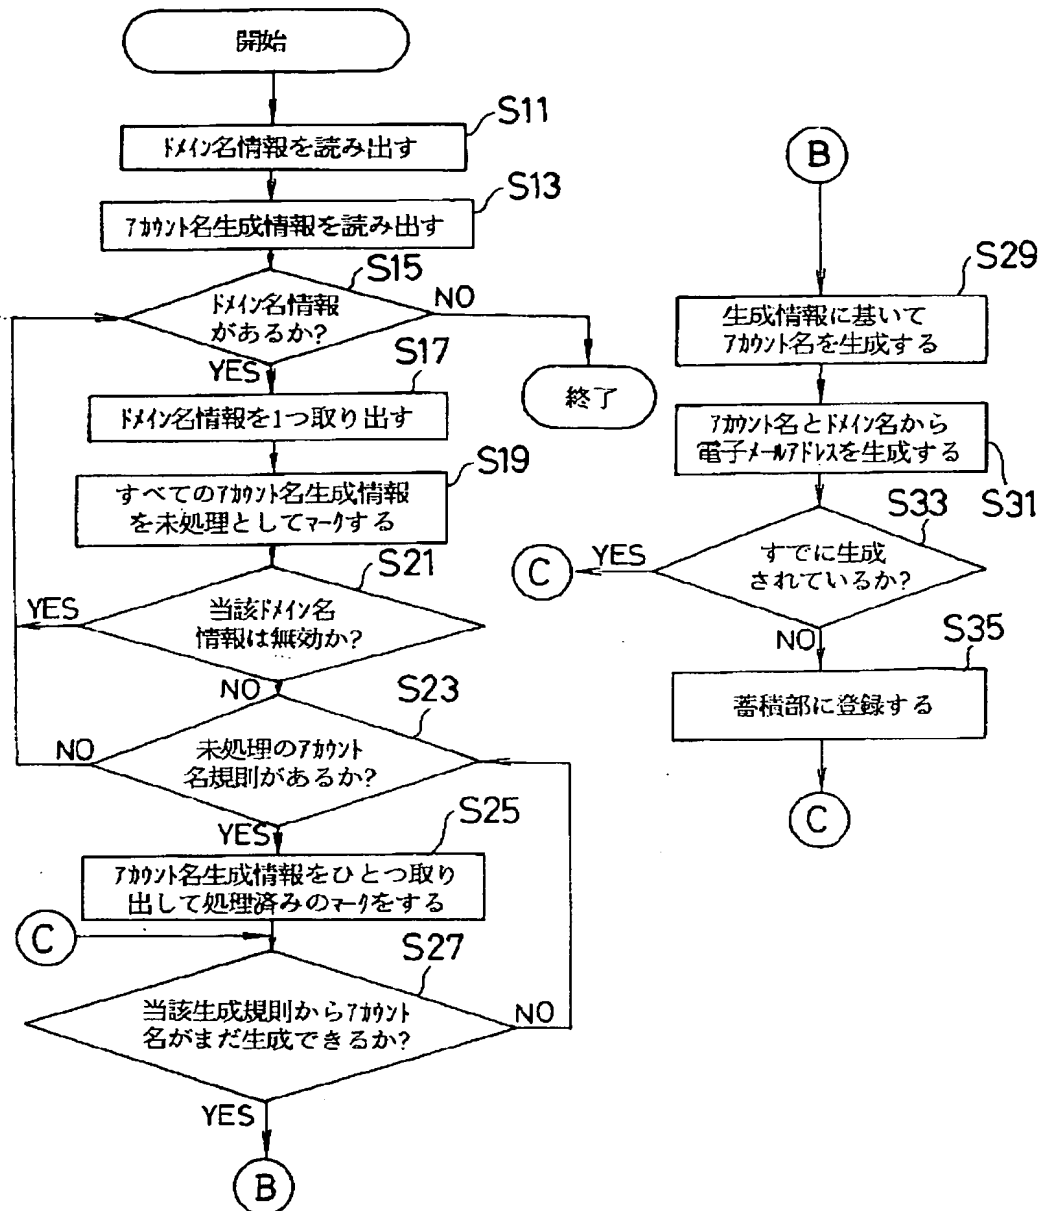 開始
S11
ドメイン名情報を読み出す
S13
アカウント名生成情報を読み出す
S15
ドメイン名情報
があるか?
NO
YES
終了
S17
ドメイン名情報を1つ取り出す
S19
すべてのアカウント名生成情報
を未処理としてマークする
S21
YES
当該ドメイン名
情報は無効か?
NO
S23
NO
未処理のアカウント
名規則があるか?
YES
S25
アカウント名生成情報をひとつ取り
出して処理済みのマークをする
C
S27
当該生成規則からアカウント
名がまだ生成できるか?
NO
YES
B
B
S29
生成情報に基いて
アカウント名を生成する
アカウント名とドメイン名から
電子メールアドレスを生成する
S31
S33
C
YES
すでに生成
されているか?
NO
S35
蓄積部に登録する
C